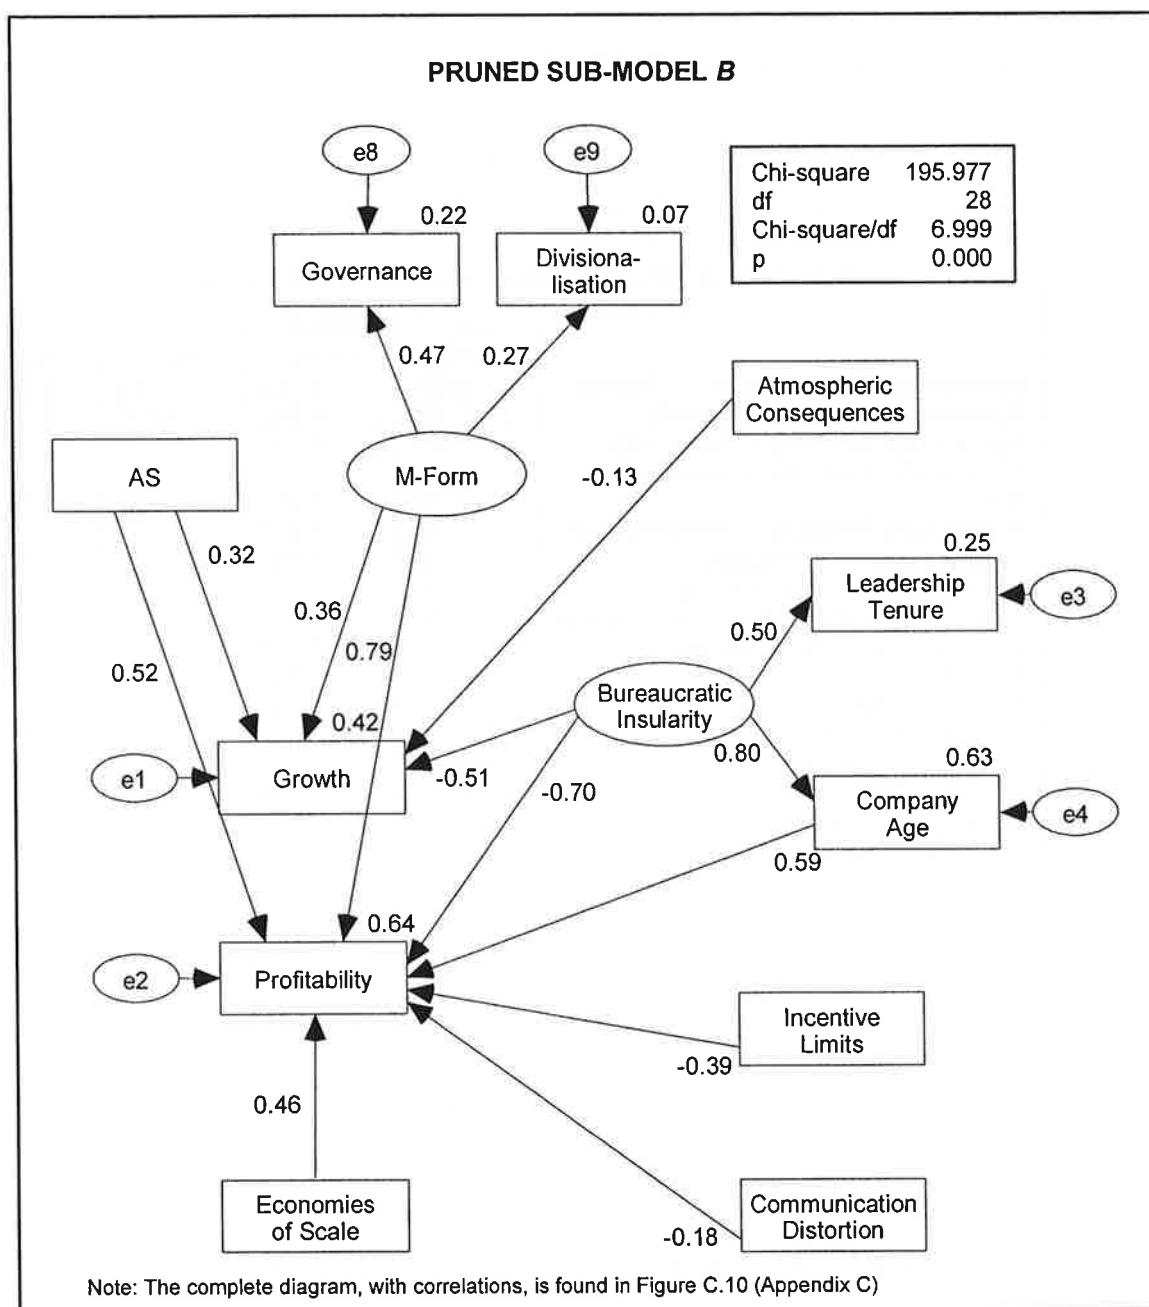 PRUNED SUB-MODEL B
e8
e9
Chi-square 195.977
df 28
Chi-square/df 6.999
p 0.000
0.22
0.07
Governance
Divisiona-
lisation
0.47
0.27
Atmospheric
Consequences
AS
M-Form
-0.13
0.32
0.25
Leadership
Tenure
e3
0.36
0.50
0.79
0.52
Bureaucratic
Insularity
0.42
0.80
0.63
e1
Growth
-0.51
-0.70
Company
Age
e4
0.59
0.64
e2
Profitability
Incentive
Limits
-0.39
0.46
Economies
of Scale
Communication
Distortion
-0.18
Note: The complete diagram, with correlations, is found in Figure C.10 (Appendix C)